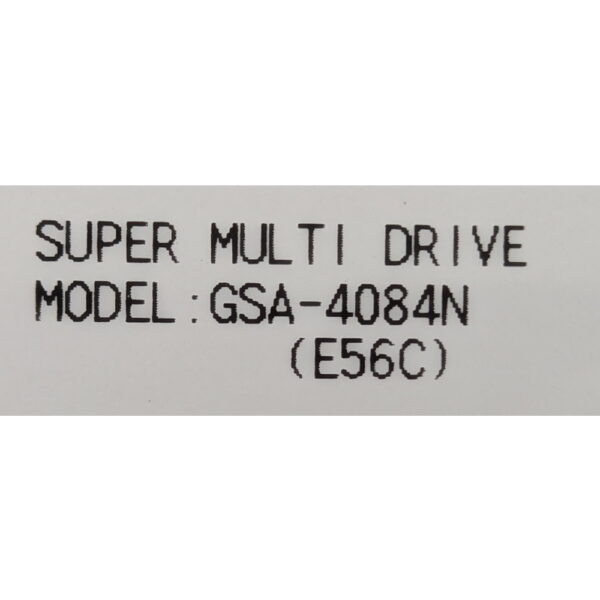 SUPER MULTI DRIVE
MODEL:GSA-4084N
(E56C)